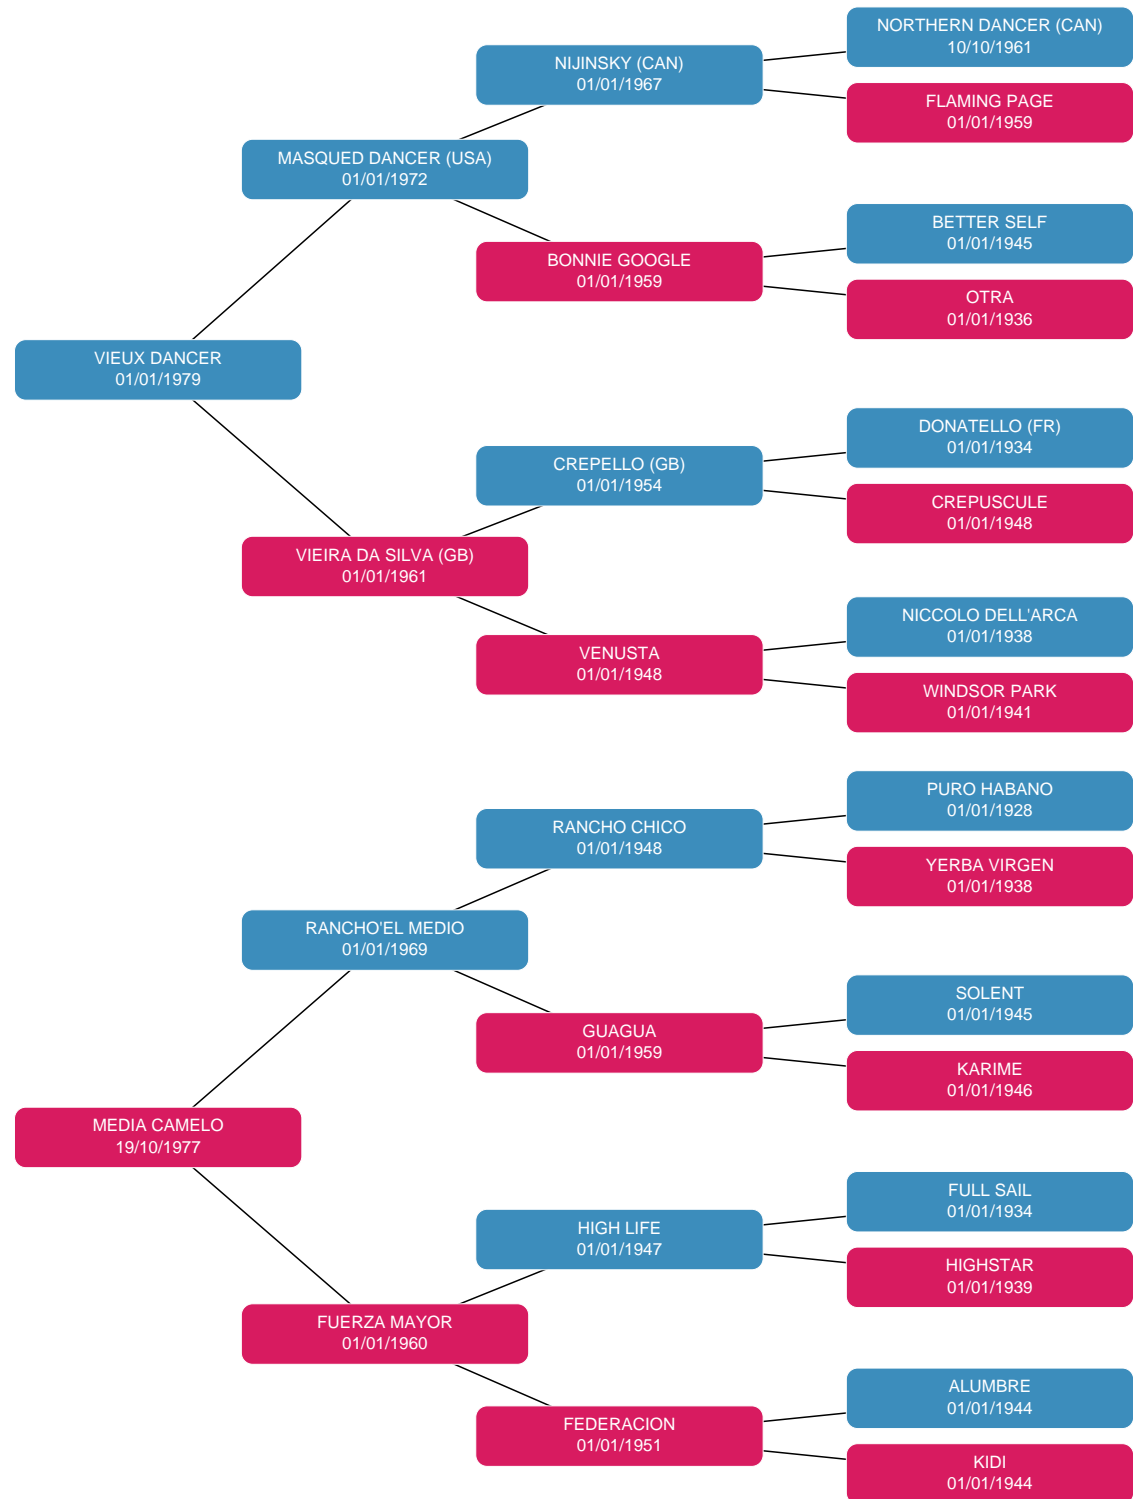 NORTHERN DANCER (CAN)
10/10/1961
NIJINSKY (CAN)
01/01/1967
FLAMING PAGE
01/01/1959
MASQUED DANCER (USA)
01/01/1972
BETTER SELF
01/01/1945
BONNIE GOOGLE
01/01/1959
OTRA
01/01/1936
VIEUX DANCER
01/01/1979
DONATELLO (FR)
01/01/1934
CREPELLO (GB)
01/01/1954
CREPUSCULE
01/01/1948
VIEIRA DA SILVA (GB)
01/01/1961
NICCOLO DELL'ARCA
01/01/1938
VENUSTA
01/01/1948
WINDSOR PARK
01/01/1941
PURO HABANO
01/01/1928
RANCHO CHICO
01/01/1948
YERBA VIRGEN
01/01/1938
RANCHO'EL MEDIO
01/01/1969
SOLENT
01/01/1945
GUAGUA
01/01/1959
KARIME
01/01/1946
MEDIA CAMELO
19/10/1977
FULL SAIL
01/01/1934
HIGH LIFE
01/01/1947
HIGHSTAR
01/01/1939
FUERZA MAYOR
01/01/1960
ALUMBRE
01/01/1944
FEDERACION
01/01/1951
KIDI
01/01/1944